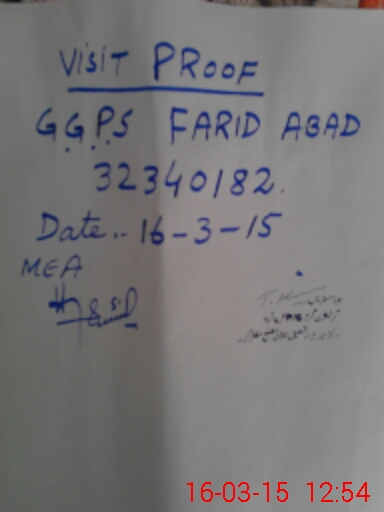 VISIT PROOF
G.G.P.S FARID ABAD
32340182.
Date.. 16-3-15
MEA
16-03-15 12:54